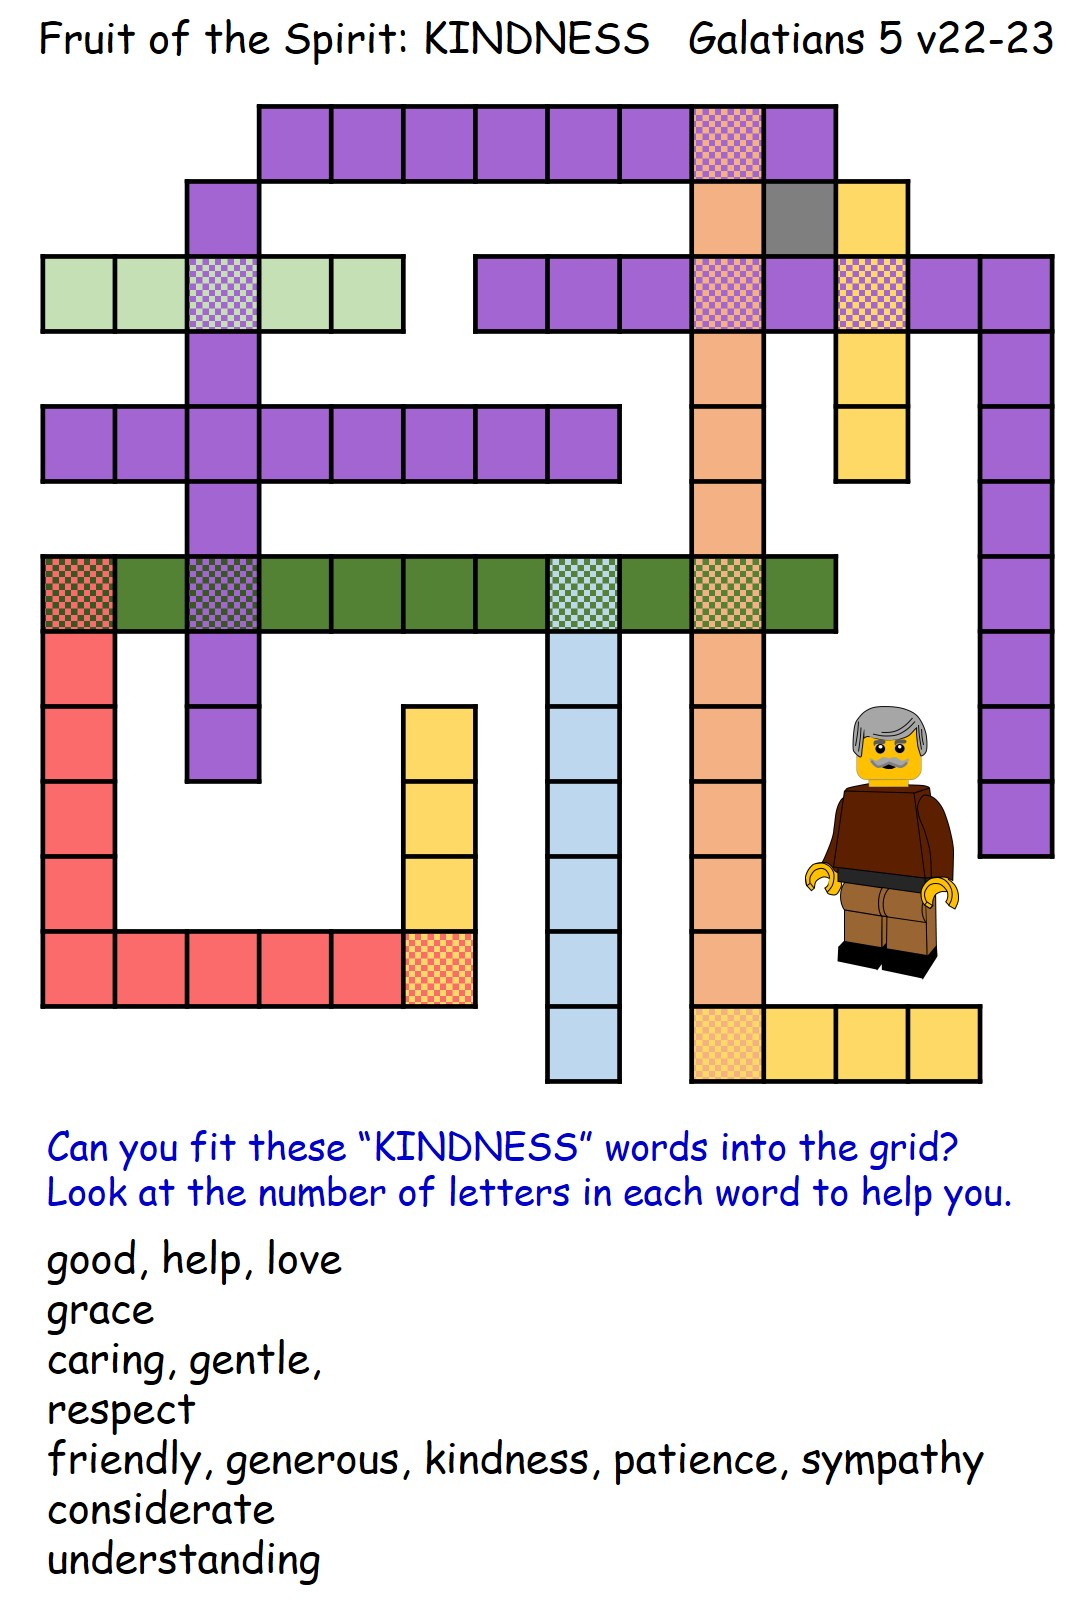 Fruit of the Spirit: KINDNESS Galatians 5 v22-23
Can you fit these “KINDNESS” words into the grid?
Look at the number of letters in each word to help you.
good, help, love
grace
caring, gentle,
respect
friendly, generous, kindness, patience, sympathy
considerate
understanding